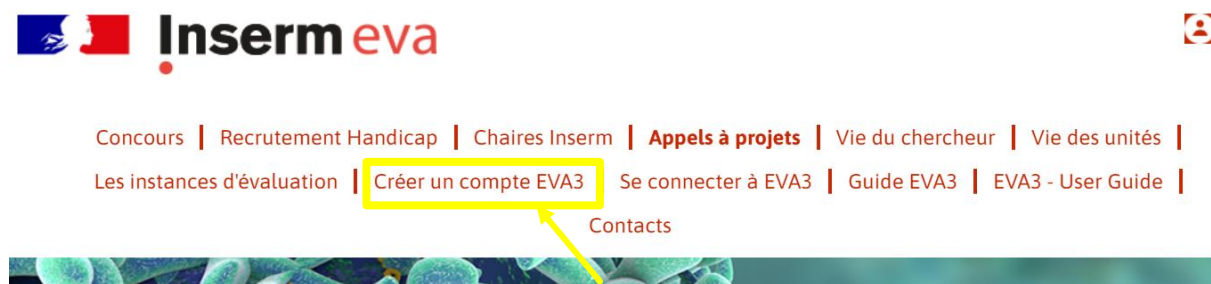 Inserm eva
Concours | Recrutement Handicap | Chaires Inserm | Appels à projets | Vie du chercheur | Vie des unités |
Les instances d'évaluation | Créer un compte EVA3 Se connecter à EVA3 | Guide EVA3 | EVA3 - User Guide |
Contacts